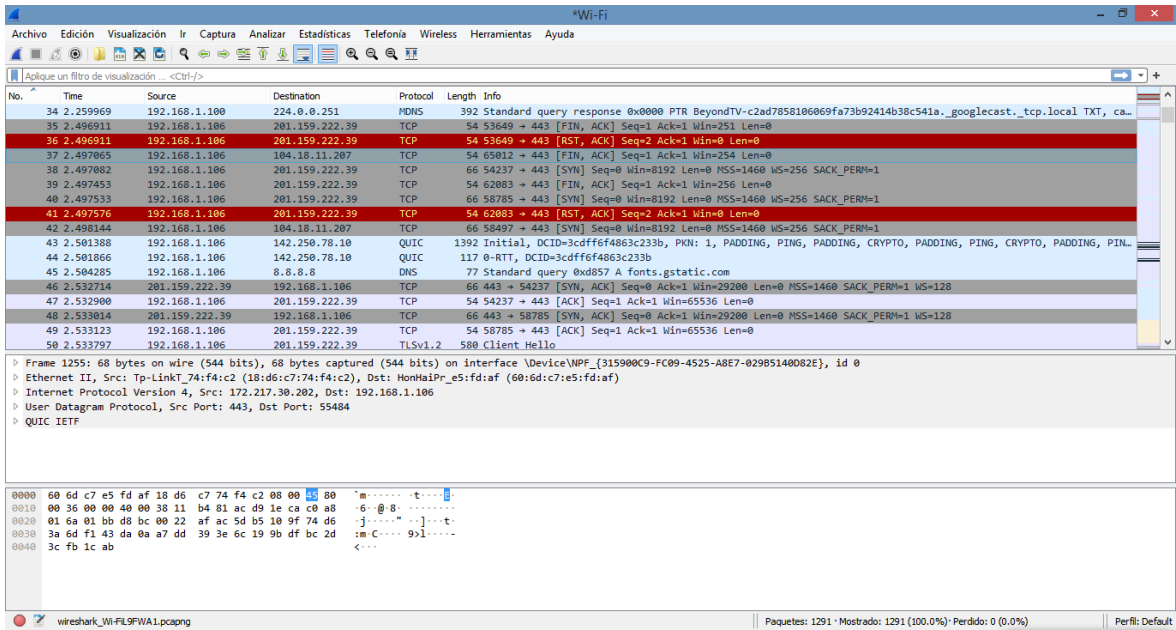 *Wi-Fi
Archivo Edición Visualización Ir Captura Analizar Estadísticas Telefonía Wireless Herramientas Ayuda
Aplique un filtro de visualización ... <Ctrl-/>
No. Time Source Destination Protocol Length Info
34 2.259969 192.168.1.100 224.0.0.251 MDNS 392 Standard query response 0x0000 PTR BeyondTV-c2ad7858106069fa73b92414b38c541a._googlecast._tcp.local TXT, ca…
35 2.496911 192.168.1.106 201.159.222.39 TCP 54 53649 → 443 [FIN, ACK] Seq=1 Ack=1 Win=251 Len=0
36 2.496911 192.168.1.106 201.159.222.39 TCP 54 53649 → 443 [RST, ACK] Seq=2 Ack=1 Win=0 Len=0
37 2.497065 192.168.1.106 104.18.11.207 TCP 54 65012 → 443 [FIN, ACK] Seq=1 Ack=1 Win=254 Len=0
38 2.497082 192.168.1.106 201.159.222.39 TCP 66 54237 → 443 [SYN] Seq=0 Win=8192 Len=0 MSS=1460 WS=256 SACK_PERM=1
39 2.497453 192.168.1.106 201.159.222.39 TCP 54 62083 → 443 [FIN, ACK] Seq=1 Ack=1 Win=256 Len=0
40 2.497533 192.168.1.106 201.159.222.39 TCP 66 58785 → 443 [SYN] Seq=0 Win=8192 Len=0 MSS=1460 WS=256 SACK_PERM=1
41 2.497576 192.168.1.106 201.159.222.39 TCP 54 62083 → 443 [RST, ACK] Seq=2 Ack=1 Win=0 Len=0
42 2.498144 192.168.1.106 104.18.11.207 TCP 66 58497 → 443 [SYN] Seq=0 Win=8192 Len=0 MSS=1460 WS=256 SACK_PERM=1
43 2.501388 192.168.1.106 142.250.78.10 QUIC 1392 Initial, DCID=3cdff6f4863c233b, PKN: 1, PADDING, PING, PADDING, CRYPTO, PADDING, PING, CRYPTO, PADDING, PIN…
44 2.501866 192.168.1.106 142.250.78.10 QUIC 117 0-RTT, DCID=3cdff6f4863c233b
45 2.504285 192.168.1.106 8.8.8.8 DNS 77 Standard query 0xd857 A fonts.gstatic.com
46 2.532714 201.159.222.39 192.168.1.106 TCP 66 443 → 54237 [SYN, ACK] Seq=0 Ack=1 Win=29200 Len=0 MSS=1460 SACK_PERM=1 WS=128
47 2.532900 192.168.1.106 201.159.222.39 TCP 54 54237 → 443 [ACK] Seq=1 Ack=1 Win=65536 Len=0
48 2.533014 201.159.222.39 192.168.1.106 TCP 66 443 → 58785 [SYN, ACK] Seq=0 Ack=1 Win=29200 Len=0 MSS=1460 SACK_PERM=1 WS=128
49 2.533123 192.168.1.106 201.159.222.39 TCP 54 58785 → 443 [ACK] Seq=1 Ack=1 Win=65536 Len=0
50 2.533797 192.168.1.106 201.159.222.39 TLSv1.2 580 Client Hello
Frame 1255: 68 bytes on wire (544 bits), 68 bytes captured (544 bits) on interface \Device\NPF_{315900C9-FC09-4525-A8E7-029B5140D82E}, id 0
Ethernet II, Src: Tp-LinkT_74:f4:c2 (18:d6:c7:74:f4:c2), Dst: HonHaiPr_e5:fd:af (60:6d:c7:e5:fd:af)
Internet Protocol Version 4, Src: 172.217.30.202, Dst: 192.168.1.106
User Datagram Protocol, Src Port: 443, Dst Port: 55484
QUIC IETF
0000 60 6d c7 e5 fd af 18 d6 c7 74 f4 c2 08 00 45 80 `m······ ·t····E·
0010 00 36 00 00 40 00 38 11 b4 81 ac d9 1e ca c0 a8 ·6··@·8· ········
0020 01 6a 01 bb d8 bc 00 22 af ac 5d b5 10 9f 74 d6 ·j·····" ··]···t·
0030 3a 6d f1 43 da 0a a7 dd 39 3e 6c 19 9b df bc 2d :m·C···· 9>l····-
0040 3c fb 1c ab <···
wireshark_Wi-FiL9FWA1.pcapng Paquetes: 1291 · Mostrado: 1291 (100.0%) · Perdido: 0 (0.0%) Perfil: Default